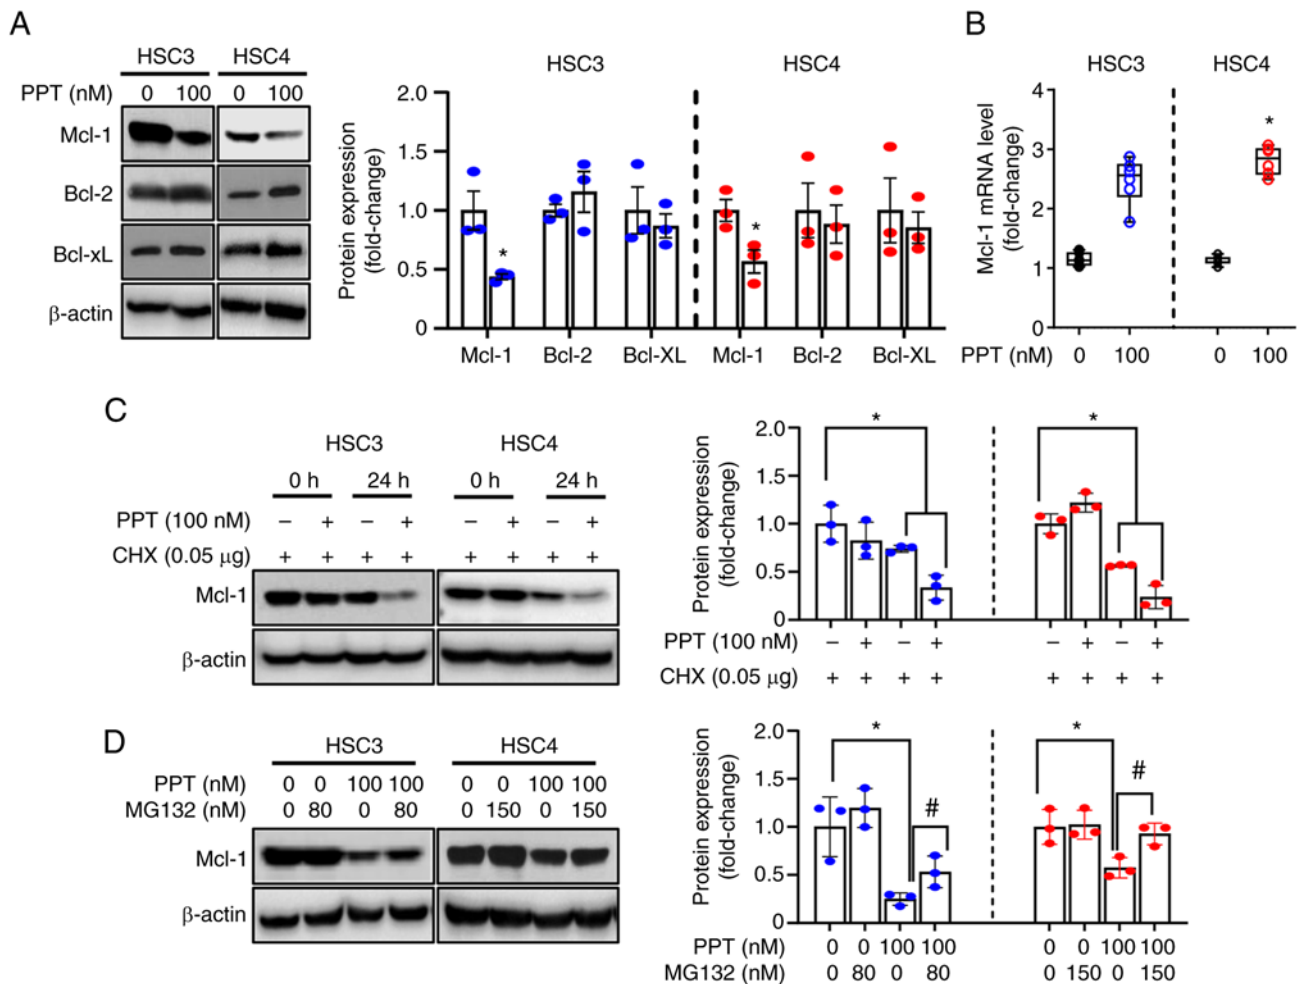 A
HSC3 HSC4
PPT (nM) 0 100 0 100
Mcl-1
Bcl-2
Bcl-xL
β-actin
HSC3 HSC4
Protein expression
(fold-change)
2.0
1.5
1.0
0.5
0
* *
Mcl-1 Bcl-2 Bcl-XL Mcl-1 Bcl-2 Bcl-XL
B
HSC3 HSC4
Mcl-1 mRNA level
(fold-change)
4
3
2
1
0
*
PPT (nM) 0 100 0 100
C
HSC3 HSC4
0 h 24 h 0 h 24 h
PPT (100 nM) − + − + − + − +
CHX (0.05 μg) + + + + + + + +
Mcl-1
β-actin
Protein expression
(fold-change)
2.0
1.5
1.0
0.5
0
* *
PPT (100 nM) − + − + − + − +
CHX (0.05 μg) + + + + + + + +
D
HSC3 HSC4
PPT (nM) 0 0 100 100 0 0 100 100
MG132 (nM) 0 80 0 80 0 150 0 150
Mcl-1
β-actin
Protein expression
(fold-change)
2.0
1.5
1.0
0.5
0
* # * #
PPT (nM) 0 0 100 100 0 0 100 100
MG132 (nM) 0 80 0 80 0 150 0 150